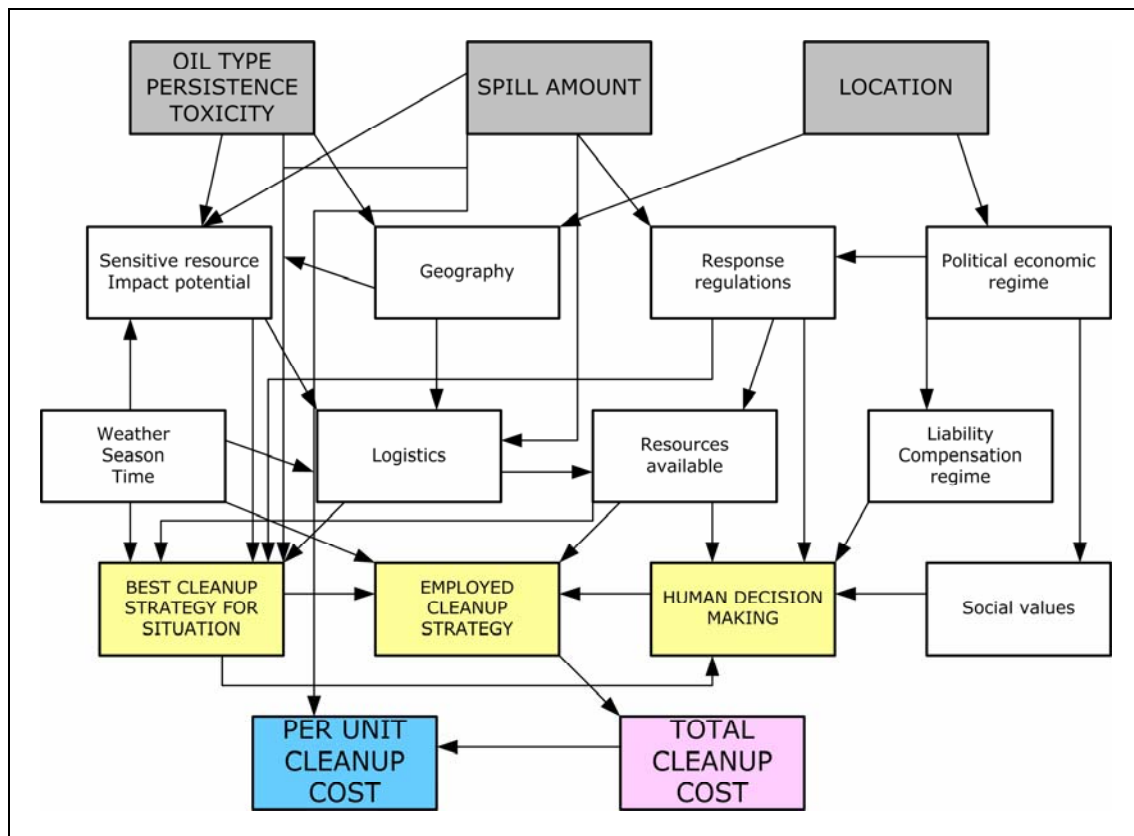 OIL TYPE
PERSISTENCE
TOXICITY
SPILL AMOUNT
LOCATION
Sensitive resource
Impact potential
Geography
Response
regulations
Political economic
regime
Weather
Season
Time
Logistics
Resources
available
Liability
Compensation
regime
BEST CLEANUP
STRATEGY FOR
SITUATION
EMPLOYED
CLEANUP
STRATEGY
HUMAN DECISION
MAKING
Social values
PER UNIT
CLEANUP
COST
TOTAL
CLEANUP
COST